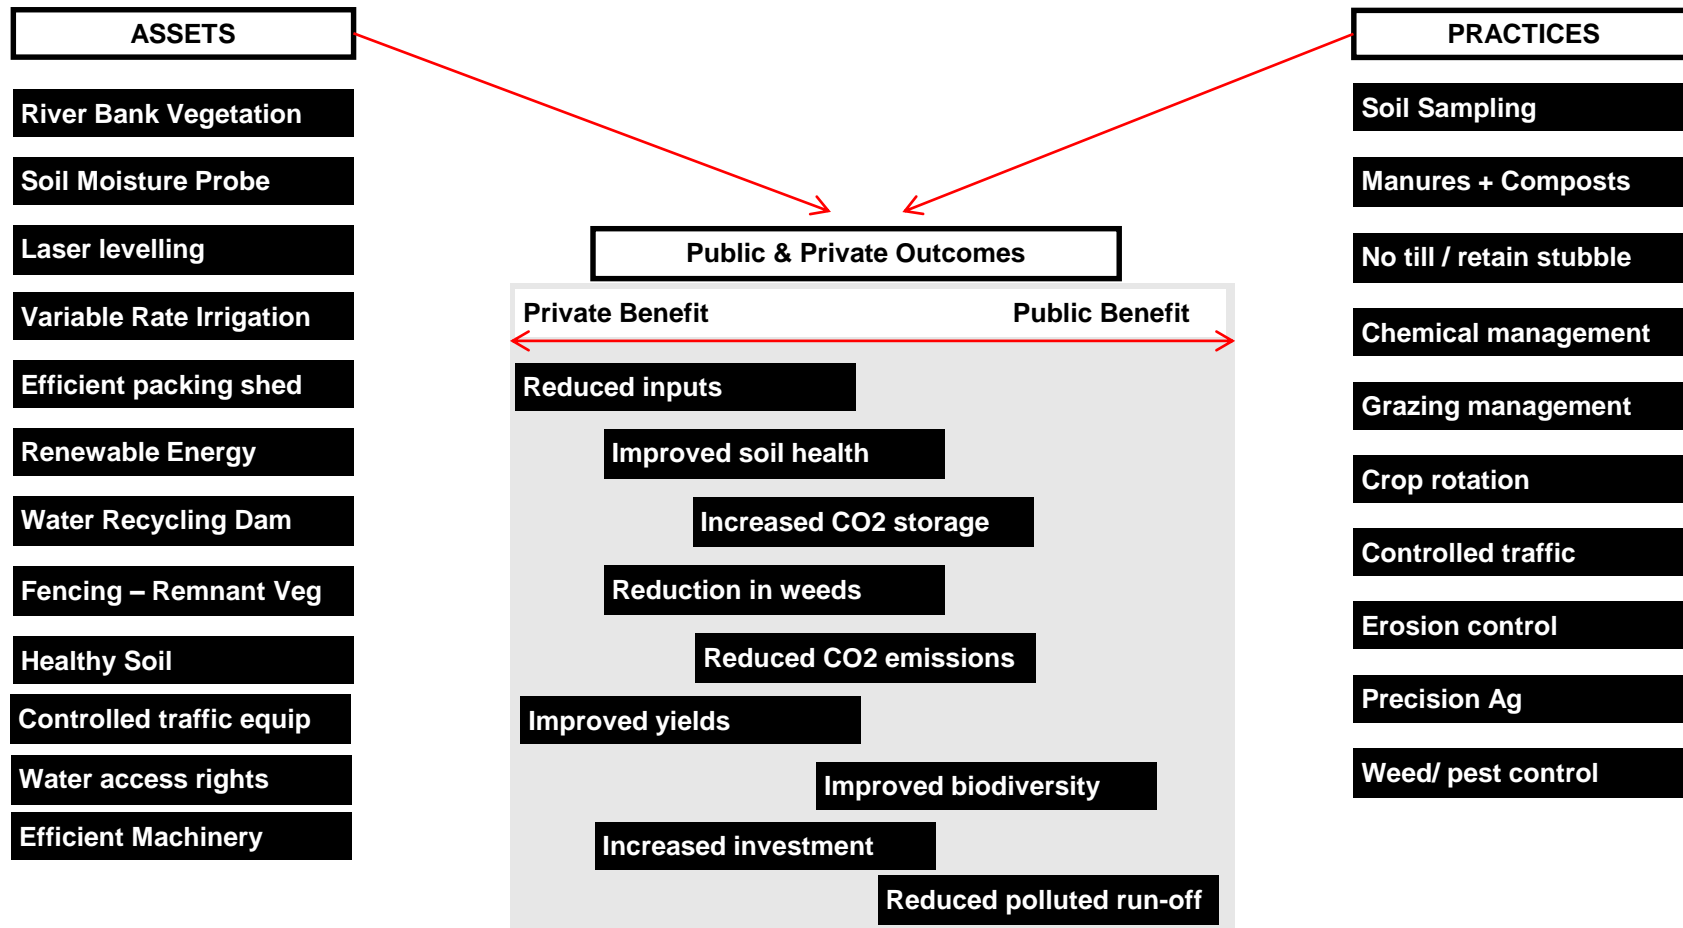 ASSETS
River Bank Vegetation
Soil Moisture Probe
Laser levelling
Variable Rate Irrigation
Efficient packing shed
Renewable Energy
Water Recycling Dam
Fencing – Remnant Veg
Healthy Soil
Controlled traffic equip
Water access rights
Efficient Machinery
Public & Private Outcomes
Private Benefit
Public Benefit
Reduced inputs
Improved soil health
Increased CO2 storage
Reduction in weeds
Reduced CO2 emissions
Improved yields
Improved biodiversity
Increased investment
Reduced polluted run-off
PRACTICES
Soil Sampling
Manures + Composts
No till / retain stubble
Chemical management
Grazing management
Crop rotation
Controlled traffic
Erosion control
Precision Ag
Weed/ pest control